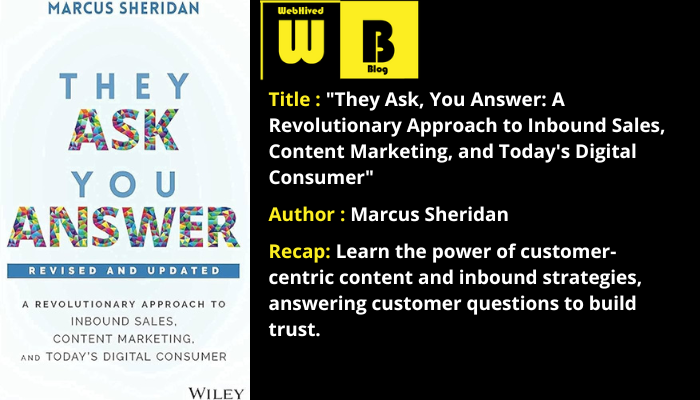 MARCUS SHERIDAN
THEY
ASK
YOU
ANSWER
REVISED AND UPDATED
A REVOLUTIONARY APPROACH TO
INBOUND SALES,
CONTENT MARKETING,
AND TODAY'S DIGITAL CONSUMER
WILEY
WebHived
W B
Blog
Title : "They Ask, You Answer: A
Revolutionary Approach to Inbound Sales,
Content Marketing, and Today's Digital
Consumer"
Author : Marcus Sheridan
Recap: Learn the power of customer-
centric content and inbound strategies,
answering customer questions to build
trust.